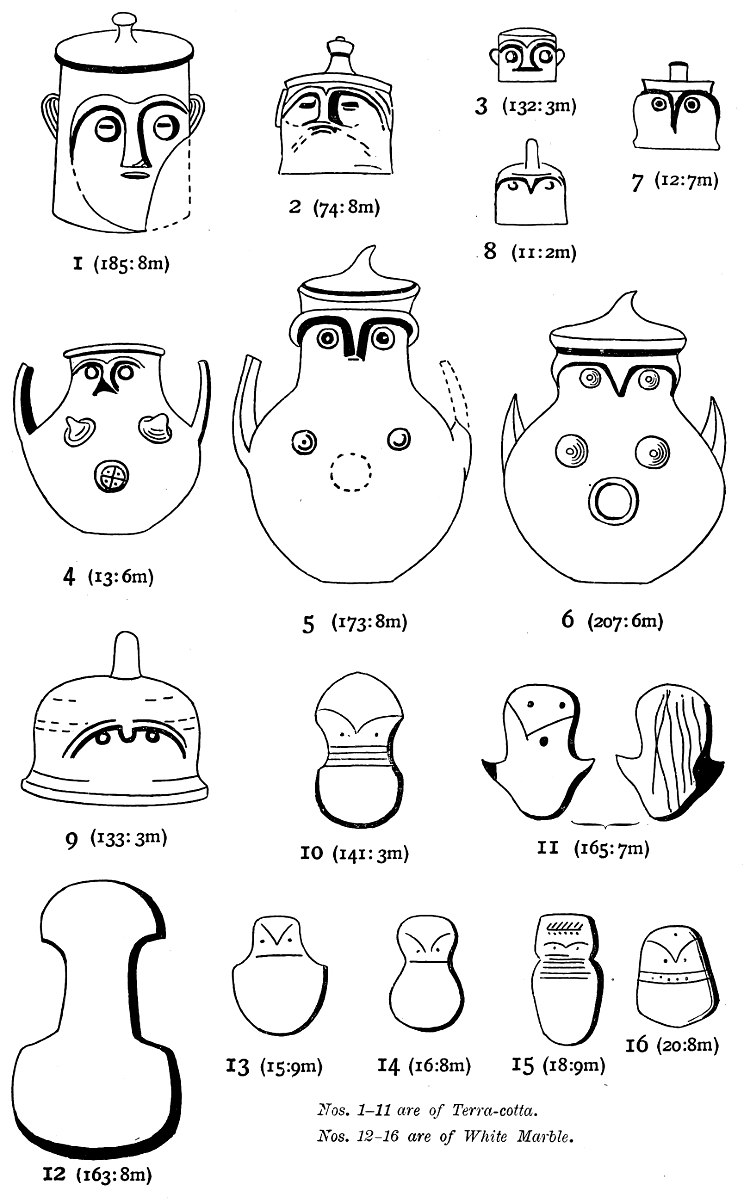 1 (185:8m)
2 (74:8m)
3 (132:3m)
7 (12:7m)
8 (11:2m)
4 (13:6m)
5 (173:8m)
6 (207:6m)
9 (133:3m)
10 (141:3m)
11 (165:7m)
12 (163:8m)
13 (15:9m)
14 (16:8m)
15 (18:9m)
16 (20:8m)
Nos. 1–11 are of Terra-cotta.
Nos. 12–16 are of White Marble.